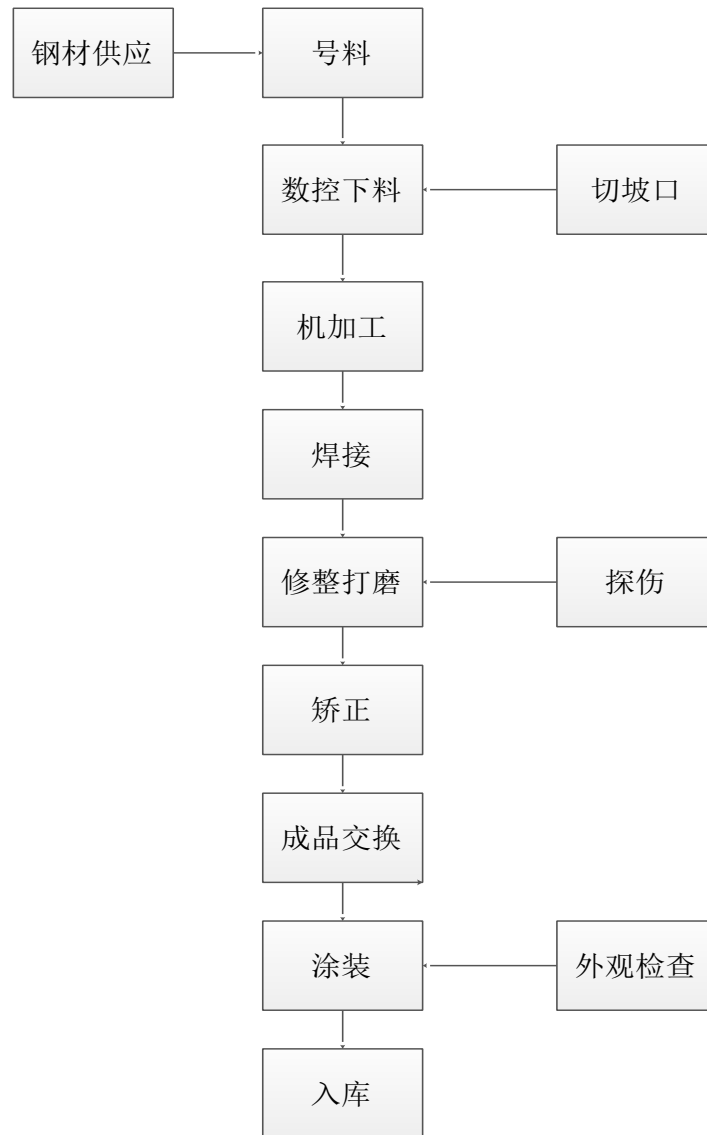 钢材供应
号料
数控下料
切坡口
机加工
焊接
修整打磨
探伤
矫正
成品交换
涂装
外观检查
入库